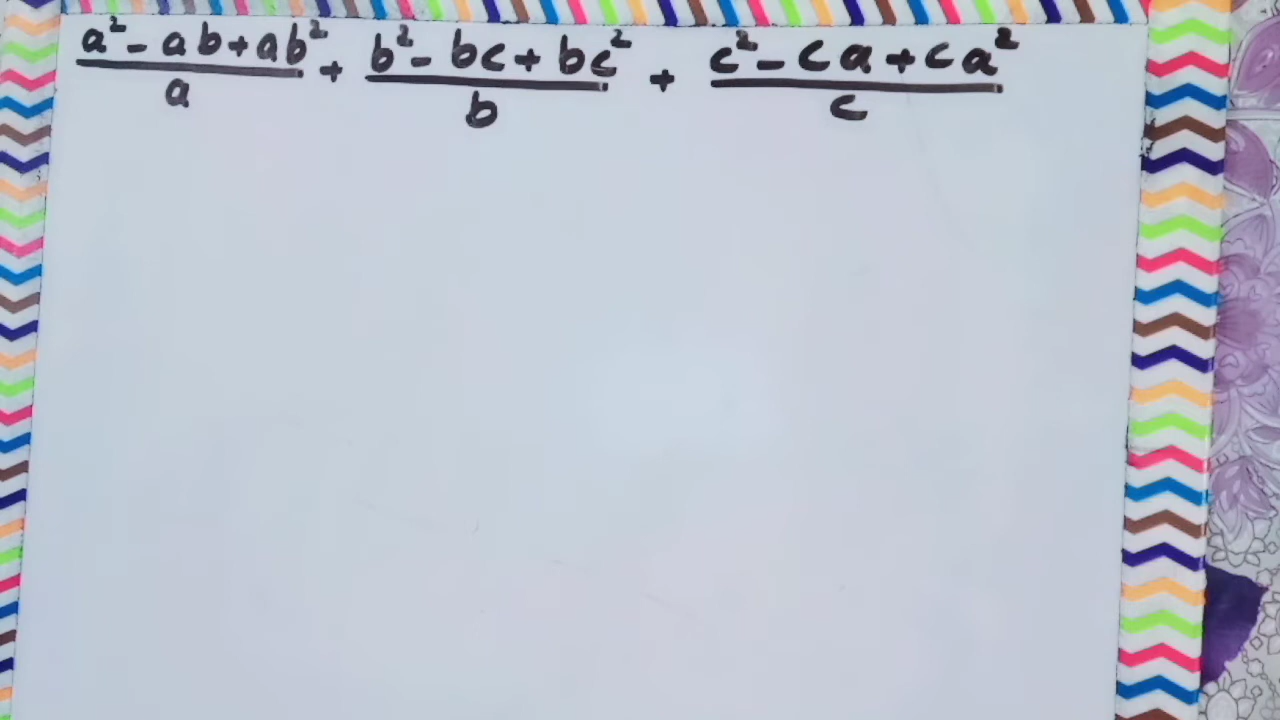 a² - ab + ab² / a + b² - bc + bc² / b + c² - ca + ca² / c